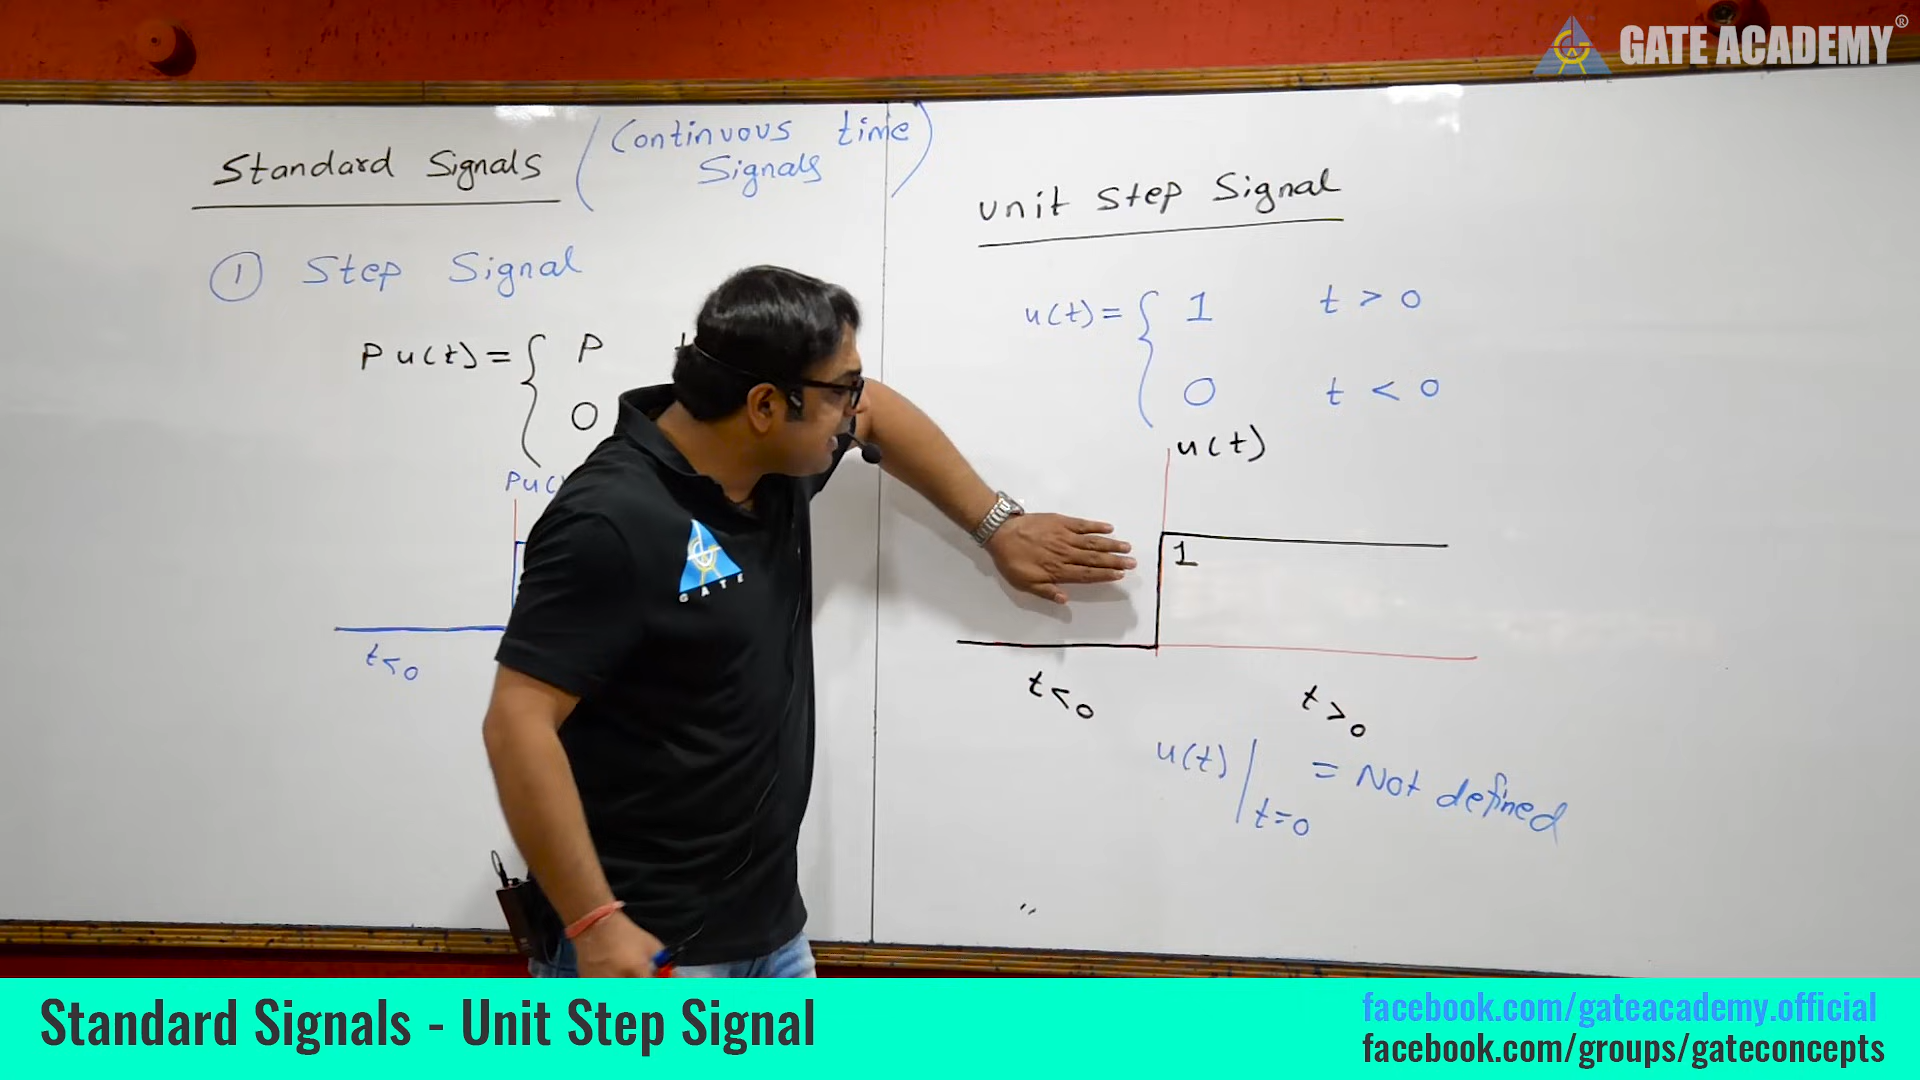 GATE ACADEMY®
Standard Signals (Continuous time Signals)
① Step Signal
P u(t) = { P
0
Pu(
t<0
GATE
Unit Step Signal
u(t) = { 1 t > 0
0 t < 0
u(t)
1
t<0
t>0
u(t)|t=0 = Not defined
Standard Signals - Unit Step Signal
facebook.com/gateacademy.official
facebook.com/groups/gateconcepts